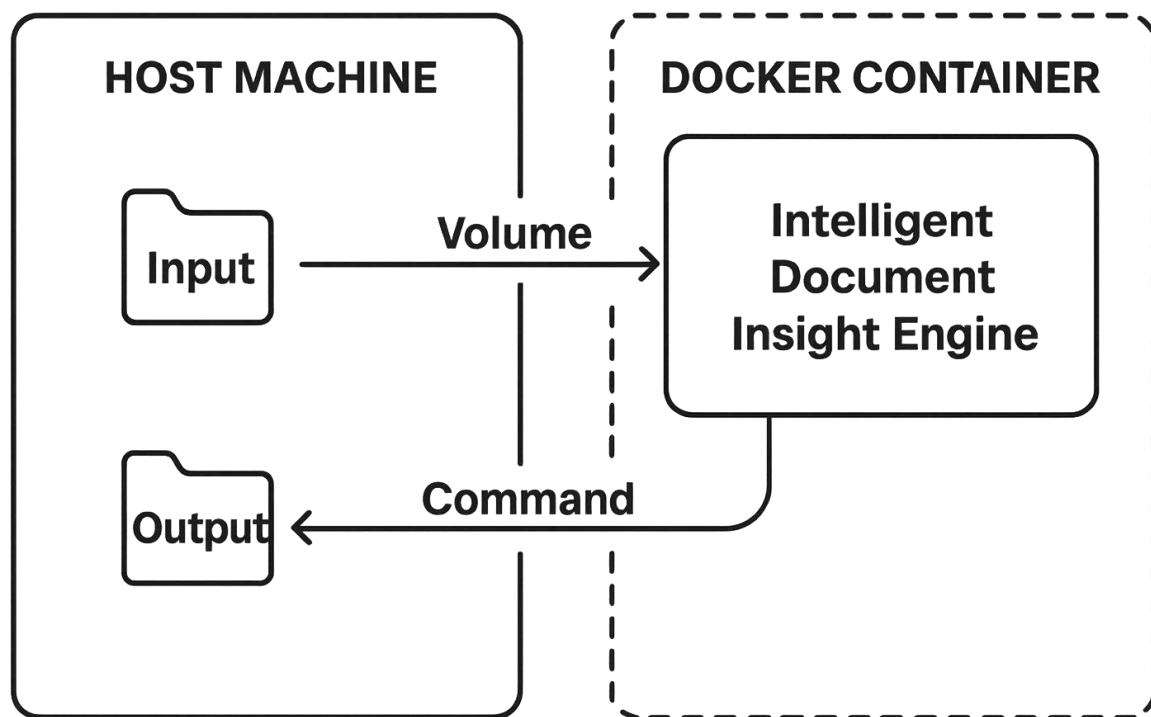 HOST MACHINE
DOCKER CONTAINER
Input
Volume
Intelligent
Document
Insight Engine
Output
Command